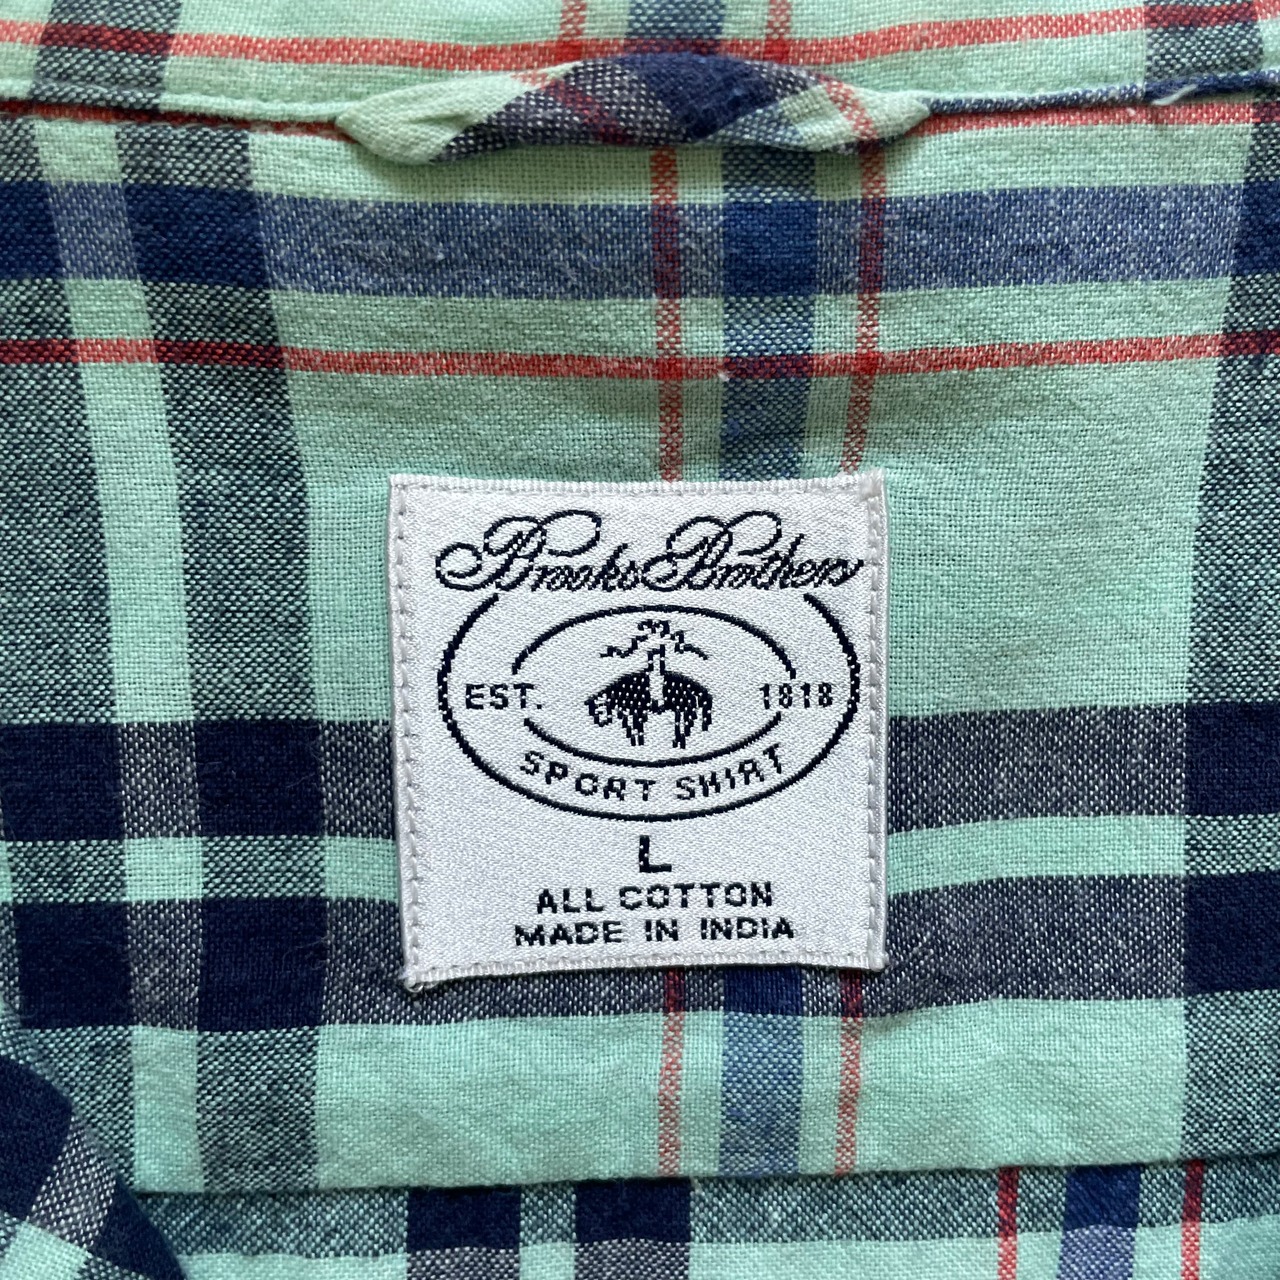 Brooks Brothers
EST. 1818
SPORT SHIRT
L
ALL COTTON
MADE IN INDIA